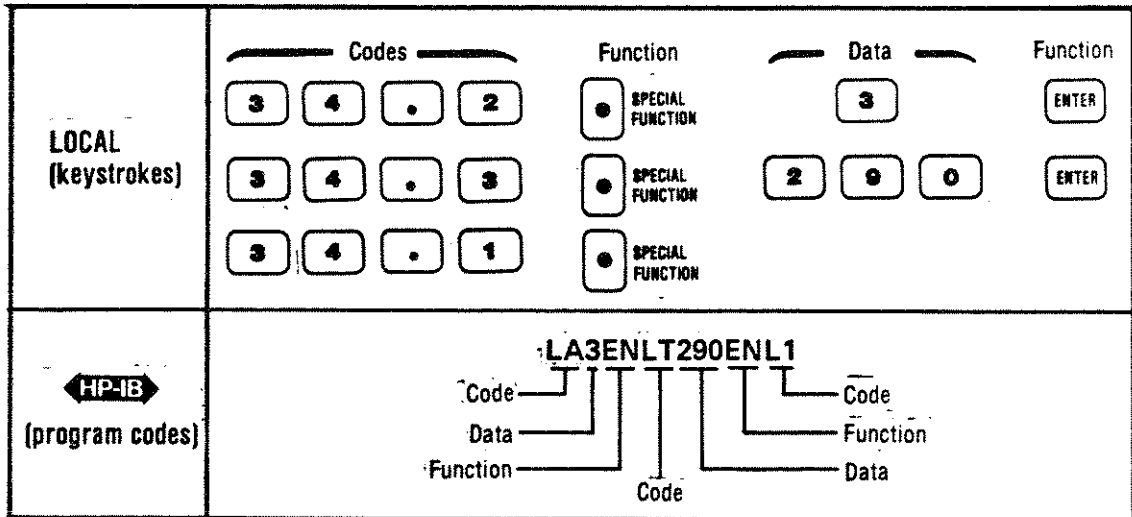 Codes Function Data Function
3 4 . 2 SPECIAL FUNCTION 3 ENTER
LOCAL (keystrokes)
3 4 . 3 SPECIAL FUNCTION 2 9 0 ENTER
3 4 . 1 SPECIAL FUNCTION
HP-IB
(program codes)
LA3ENLT290ENL1
Code Code
Data Function
Function Data
Code